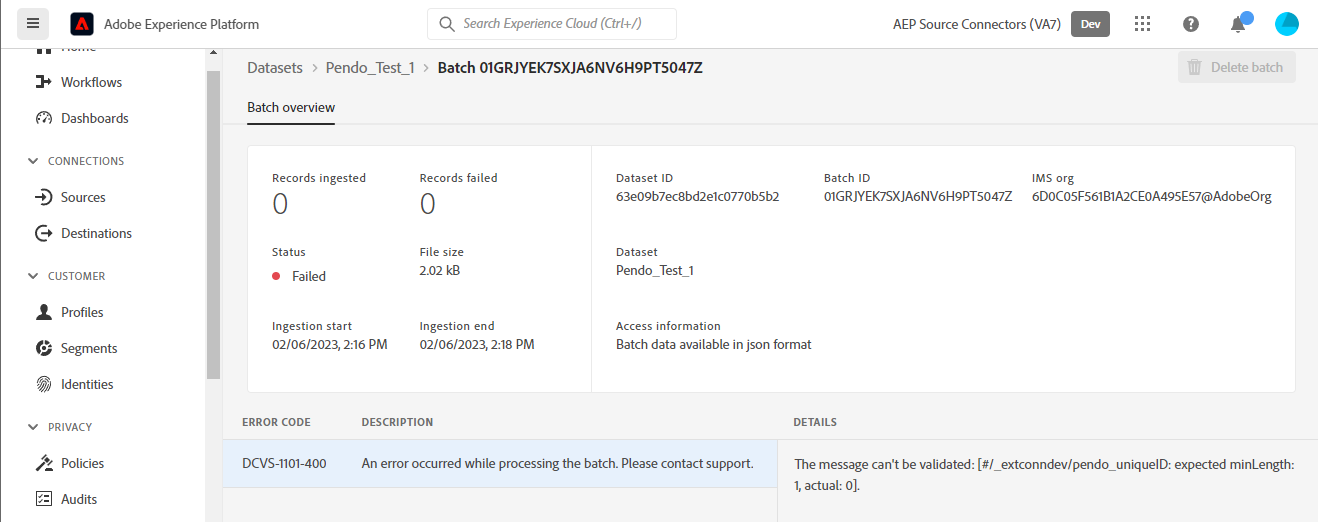 Adobe Experience Platform
Search Experience Cloud (Ctrl+/)
AEP Source Connectors (VA7)
Dev
Home
Workflows
Dashboards
CONNECTIONS
Sources
Destinations
CUSTOMER
Profiles
Segments
Identities
PRIVACY
Policies
Audits
Datasets > Pendo_Test_1 > Batch 01GRJYEK7SXJA6NV6H9PT5047Z
Delete batch
Batch overview
Records ingested
0
Records failed
0
Status
Failed
File size
2.02 kB
Ingestion start
02/06/2023, 2:16 PM
Ingestion end
02/06/2023, 2:18 PM
Dataset ID
63e09b7ec8bd2e1c0770b5b2
Batch ID
01GRJYEK7SXJA6NV6H9PT5047Z
IMS org
6D0C05F561B1A2CE0A495E57@AdobeOrg
Dataset
Pendo_Test_1
Access information
Batch data available in json format
ERROR CODE
DESCRIPTION
DETAILS
DCVS-1101-400
An error occurred while processing the batch. Please contact support.
The message can't be validated: [#/_extconndev/pendo_uniqueID: expected minLength:
1, actual: 0].